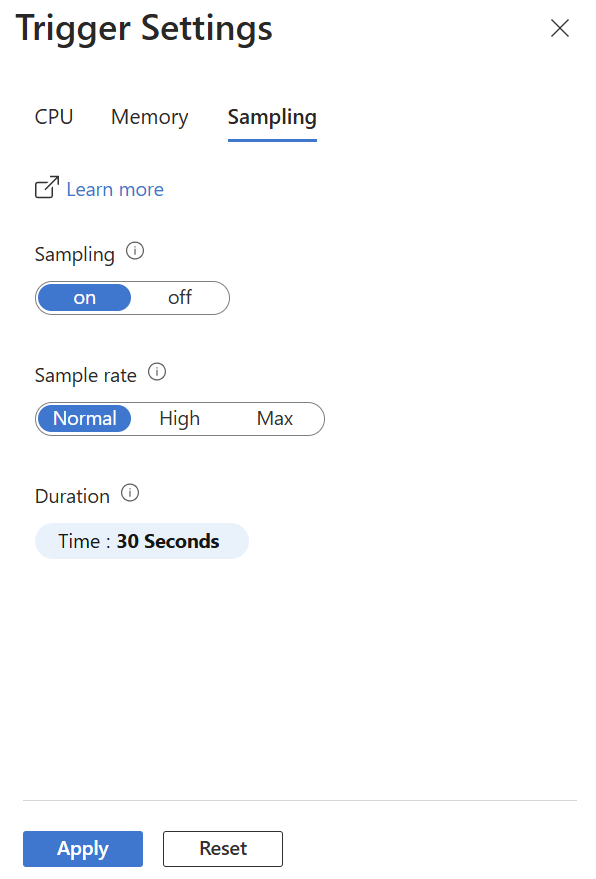 Trigger Settings
CPU Memory Sampling
Learn more
Sampling
on off
Sample rate
Normal High Max
Duration
Time : 30 Seconds
Apply Reset